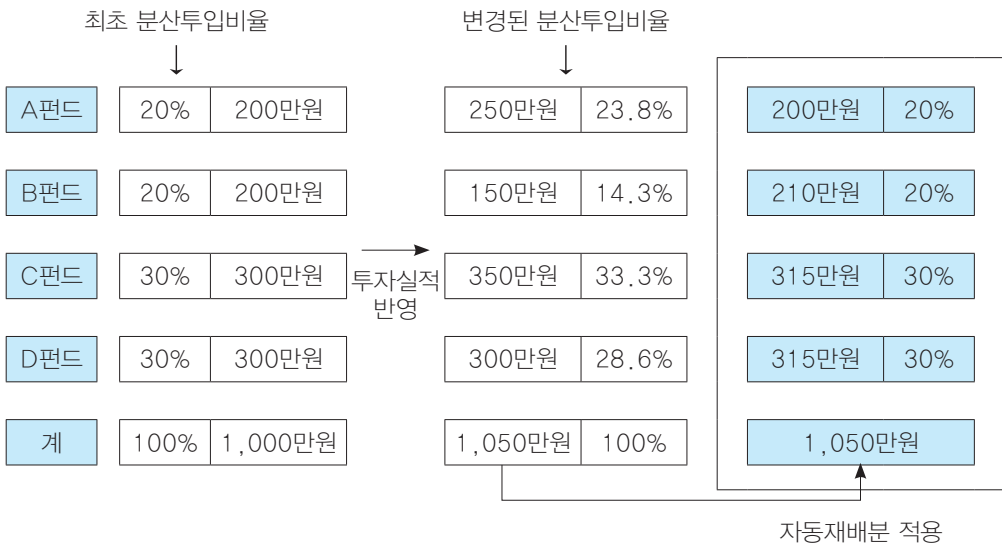 최초 분산투입비율 변경된 분산투입비율
A펀드 20% 200만원 250만원 23.8% 200만원 20%
B펀드 20% 200만원 150만원 14.3% 210만원 20%
C펀드 30% 300만원 투자실적 350만원 33.3% 315만원 30%
반영
D펀드 30% 300만원 300만원 28.6% 315만원 30%
계 100% 1,000만원 1,050만원 100% 1,050만원
자동재배분 적용